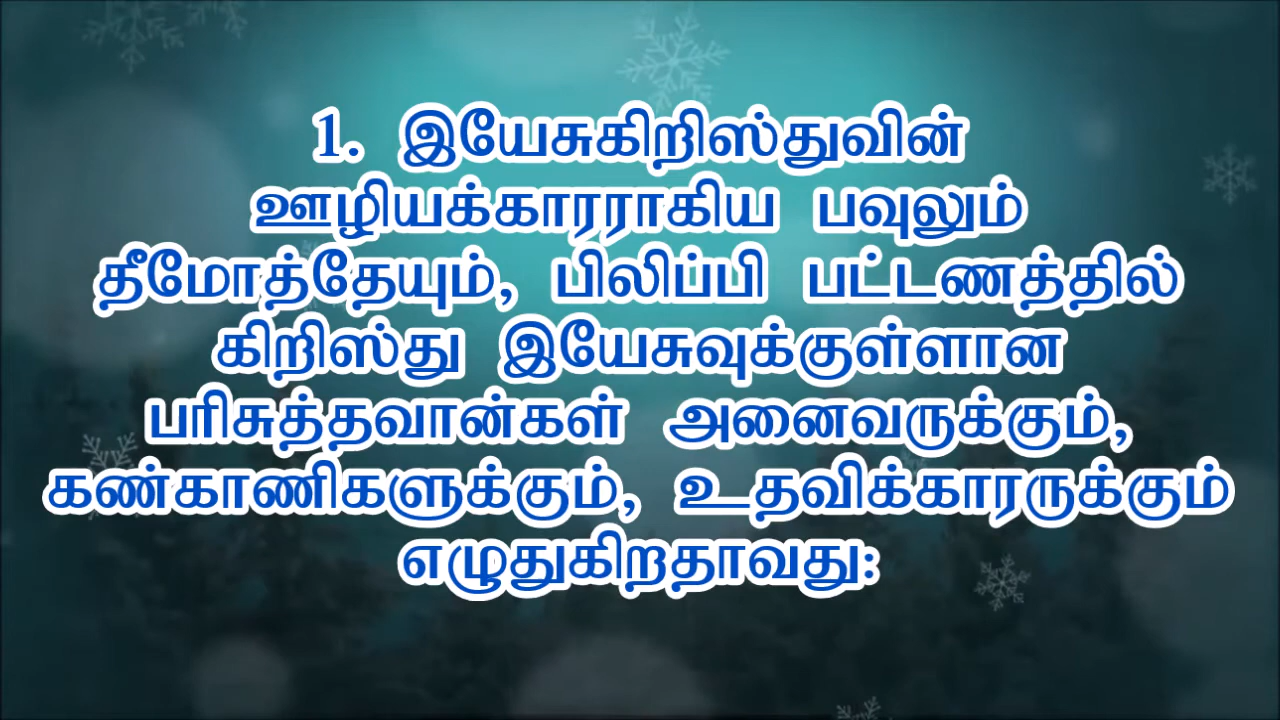 1. இயேசுகிறிஸ்துவின்
ஊழியக்காரராகிய பவுலும்
தீமோத்தேயும், பிலிப்பி பட்டணத்தில்
கிறிஸ்து இயேசுவுக்குள்ளான
பரிசுத்தவான்கள் அனைவருக்கும்,
கண்காணிகளுக்கும், உதவிக்காரருக்கும்
எழுதுகிறதாவது: